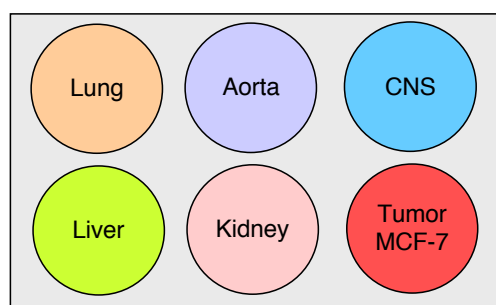 Lung
Aorta
CNS
Liver
Kidney
Tumor
MCF-7